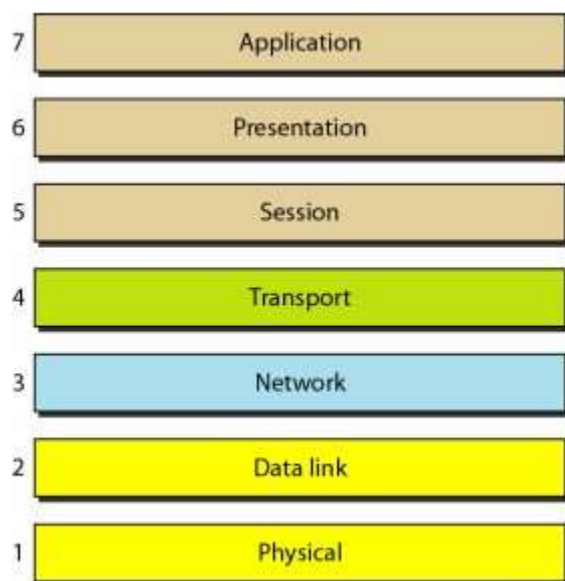 7 Application
6 Presentation
5 Session
4 Transport
3 Network
2 Data link
1 Physical